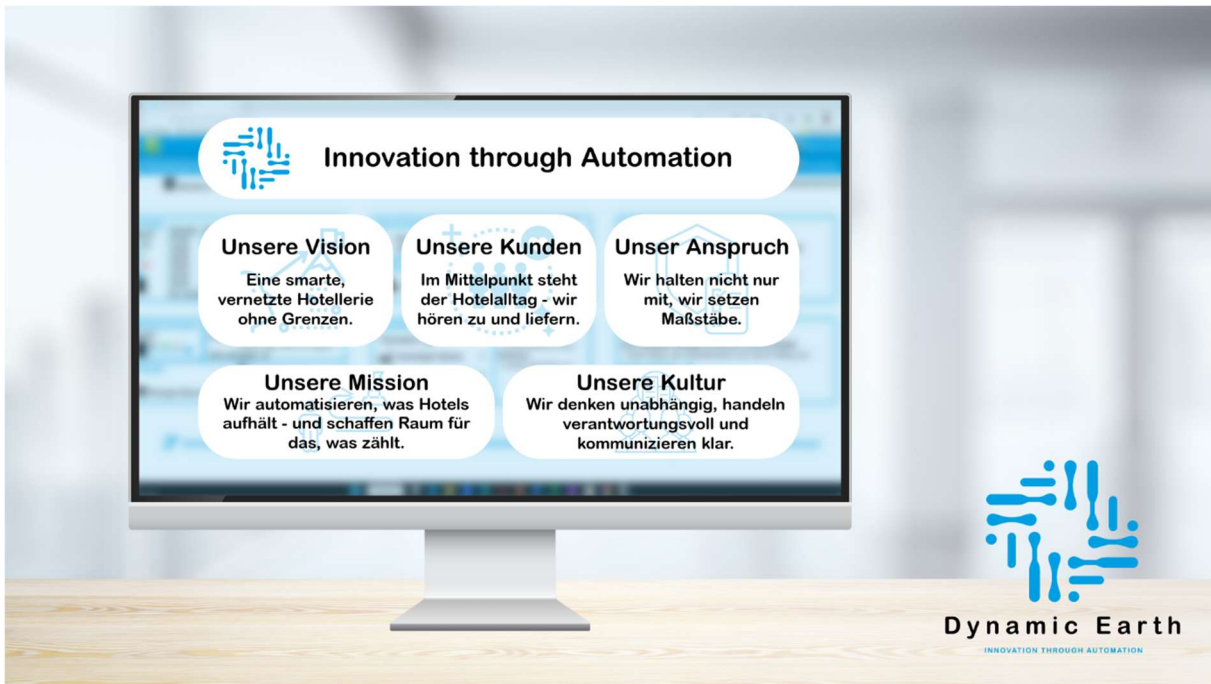 Innovation through Automation
Unsere Vision
Eine smarte,
vernetzte Hotellerie
ohne Grenzen.
Unsere Kunden
Im Mittelpunkt steht
der Hotelalltag - wir
hören zu und liefern.
Unser Anspruch
Wir halten nicht nur
mit, wir setzen
Maßstäbe.
Unsere Mission
Wir automatisieren, was Hotels
aufhält - und schaffen Raum für
das, was zählt.
Unsere Kultur
Wir denken unabhängig, handeln
verantwortungsvoll und
kommunizieren klar.
Dynamic Earth
INNOVATION THROUGH AUTOMATION